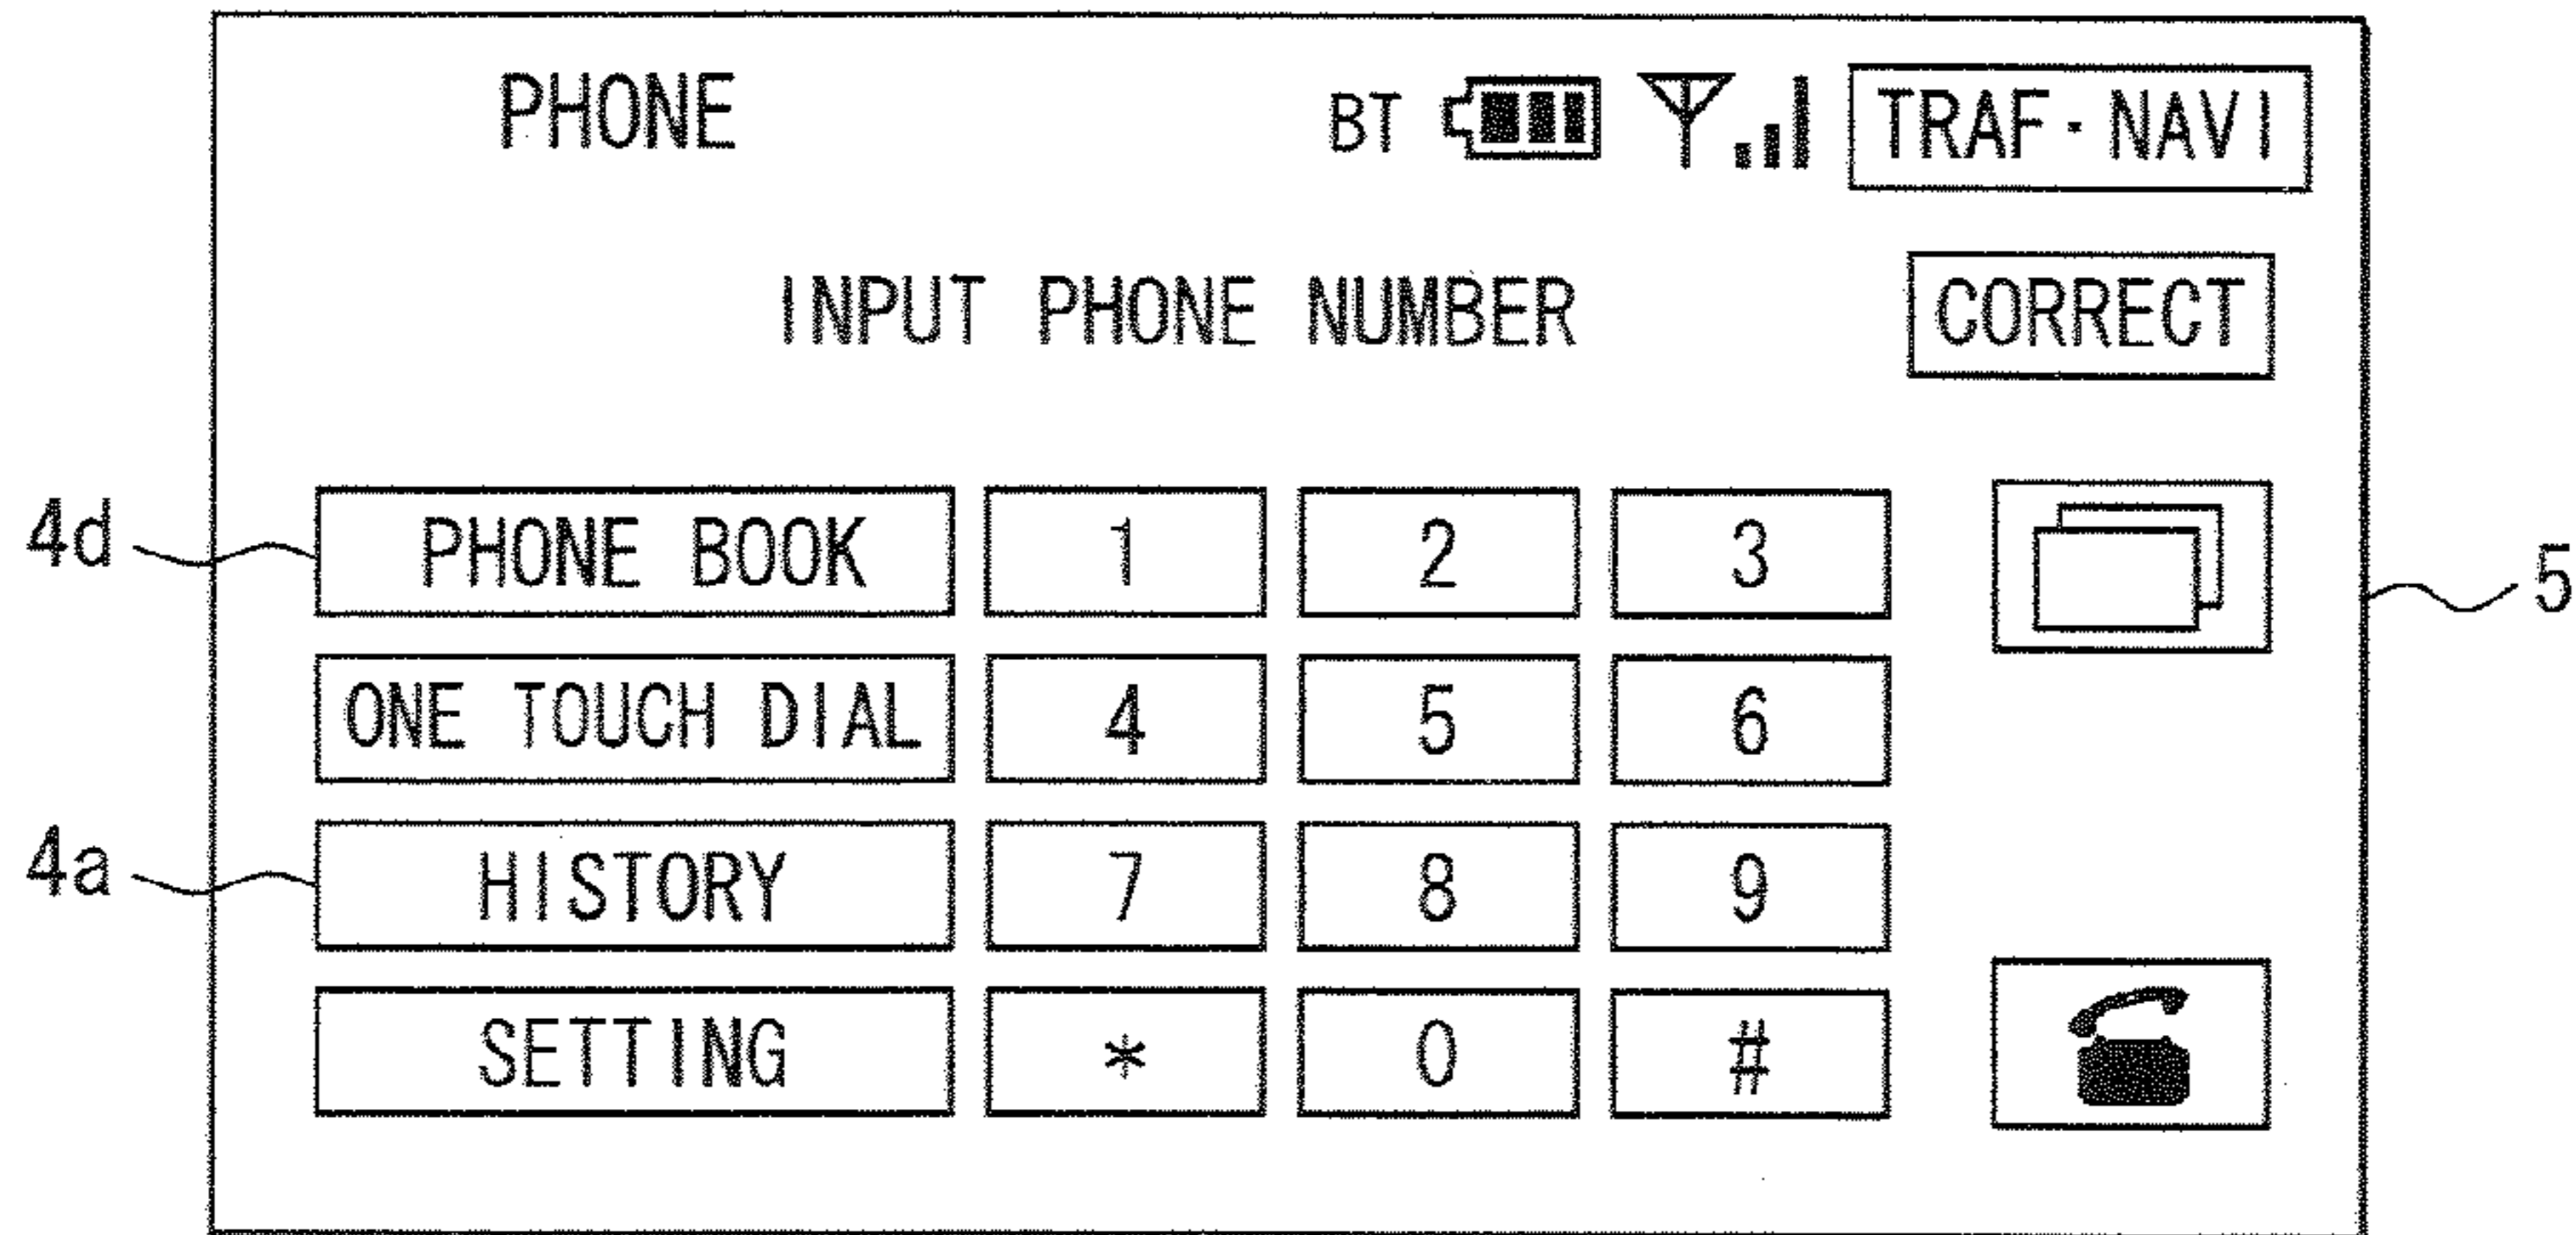 PHONE BT TRAF-NAVI
INPUT PHONE NUMBER CORRECT
4d PHONE BOOK 1 2 3 5
ONE TOUCH DIAL 4 5 6
4a HISTORY 7 8 9
SETTING * 0 #